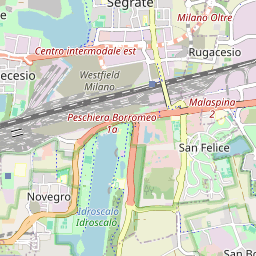 Segrate
Milano Oltre
Centro intermodale est
Rugacesio
ecesio
Westfield
Milano
Malaspina
2
Peschiera Borromeo
1a
San Felice
Novegro
Idroscalo
Idroscalo
San Bo